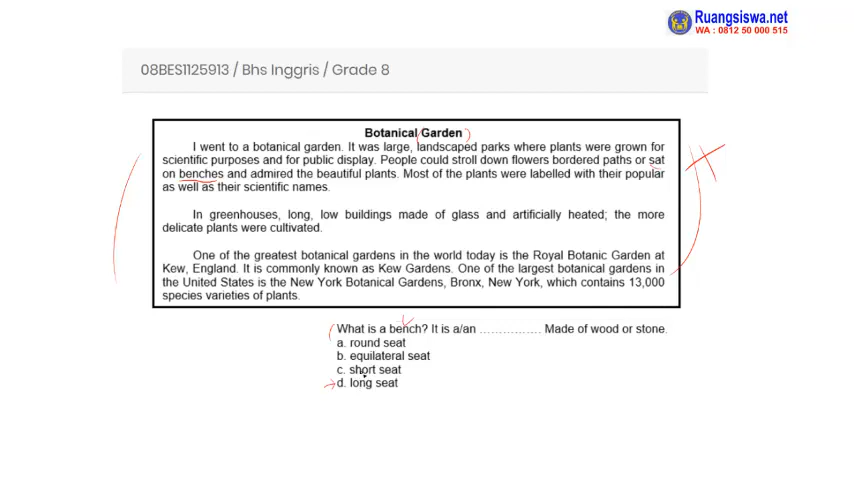 Ruangsiswa.net
WA : 0812 50 000 515
08BES1125913 / Bhs Inggris / Grade 8
Botanical Garden
I went to a botanical garden. It was large, landscaped parks where plants were grown for
scientific purposes and for public display. People could stroll down flowers bordered paths or sat
on benches and admired the beautiful plants. Most of the plants were labelled with their popular
as well as their scientific names.
In greenhouses, long, low buildings made of glass and artificially heated; the more
delicate plants were cultivated.
One of the greatest botanical gardens in the world today is the Royal Botanic Garden at
Kew, England. It is commonly known as Kew Gardens. One of the largest botanical gardens in
the United States is the New York Botanical Gardens, Bronx, New York, which contains 13,000
species varieties of plants.
What is a bench? It is a/an ................ Made of wood or stone.
a. round seat
b. equilateral seat
c. short seat
d. long seat